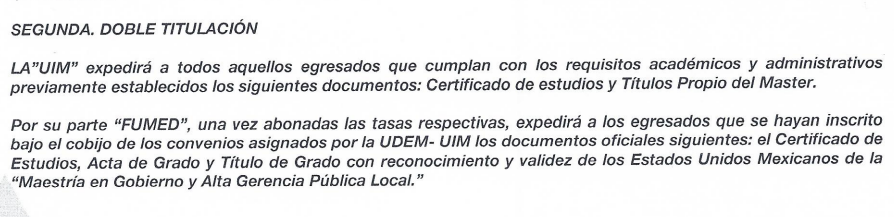 SEGUNDA. DOBLE TITULACIÓN
LA"UIM" expedirá a todos aquellos egresados que cumplan con los requisitos académicos y administrativos
previamente establecidos los siguientes documentos: Certificado de estudios y Títulos Propio del Master.
Por su parte "FUMED", una vez abonadas las tasas respectivas, expedirá a los egresados que se hayan inscrito
bajo el cobijo de los convenios asignados por la UDEM- UIM los documentos oficiales siguientes: el Certificado de
Estudios, Acta de Grado y Título de Grado con reconocimiento y validez de los Estados Unidos Mexicanos de la
"Maestría en Gobierno y Alta Gerencia Pública Local."